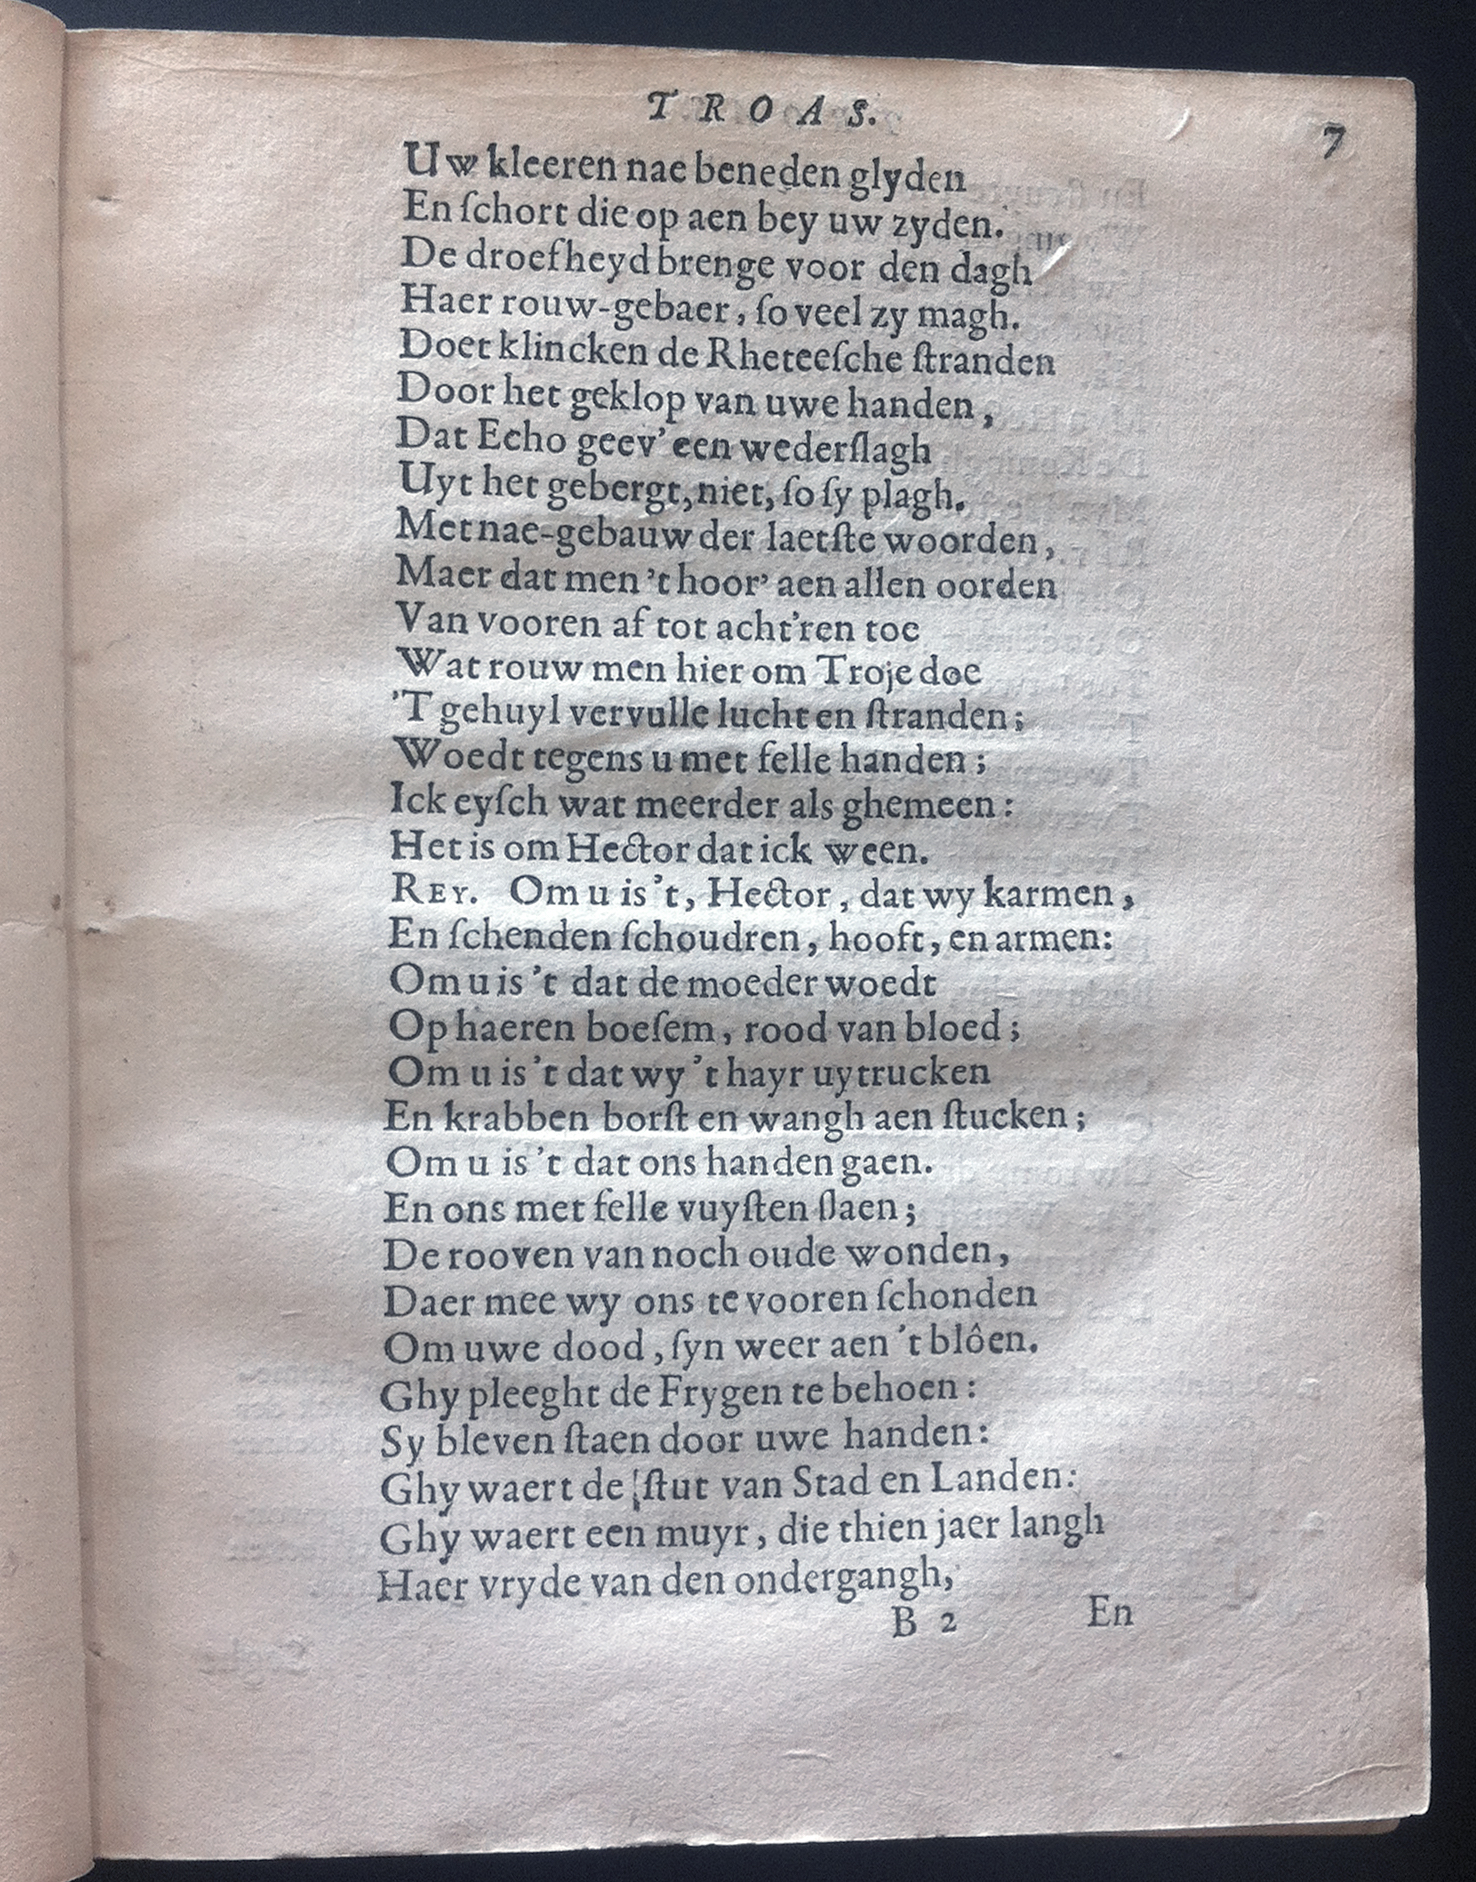 TROAS. 7
Uw kleeren nae beneden glyden
En ſchort die op aen bey uw zyden.
De droefheyd brenge voor den dagh
Haer rouw-gebaer, ſo veel zy magh.
Doet klincken de Rheteeſche ſtranden
Door het geklop van uwe handen,
Dat Echo geev' een wederſlagh
Uyt het gebergt, niet, ſo ſy plagh.
Met nae-gebauw der laetſte woorden,
Maer dat men 't hoor' aen allen oorden
Van vooren af tot acht'ren toe
Wat rouw men hier om Troje doe
'T gehuyl vervulle lucht en ſtranden;
Woedt tegens u met felle handen;
Ick eyſch wat meerder als ghemeen:
Het is om Hector dat ick ween.
REY. Om u is 't, Hector, dat wy karmen,
En ſchenden ſchoudren, hooft, en armen:
Om u is 't dat de moeder woedt
Op haeren boeſem, rood van bloed;
Om u is 't dat wy 't hayr uytrucken
En krabben borſt en wangh aen ſtucken;
Om u is 't dat ons handen gaen.
En ons met felle vuyſten ſlaen;
De rooven van noch oude wonden,
Daer mee wy ons te vooren ſchonden
Om uwe dood, ſyn weer aen 't blôen.
Ghy pleeght de Frygen te behoen:
Sy bleven ſtaen door uwe handen:
Ghy waert de ſtut van Stad en Landen:
Ghy waert een muyr, die thien jaer langh
Haer vryde van den ondergangh,
B 2 En